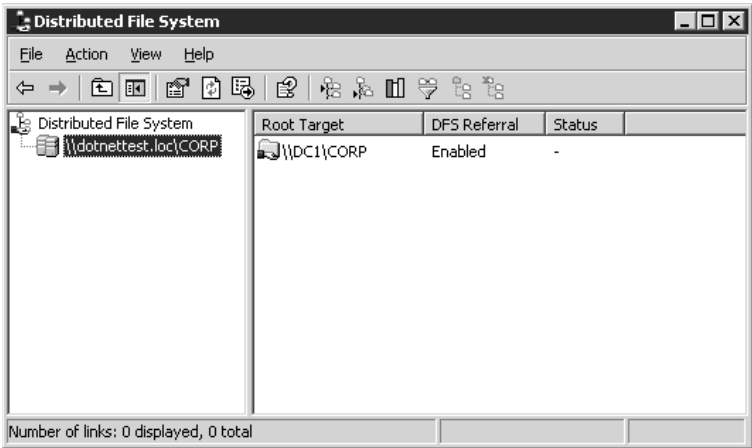 Distributed File System
File Action View Help
Distributed File System
\\dotnettest.loc\CORP
Root Target DFS Referral Status
\\DC1\CORP Enabled -
Number of links: 0 displayed, 0 total